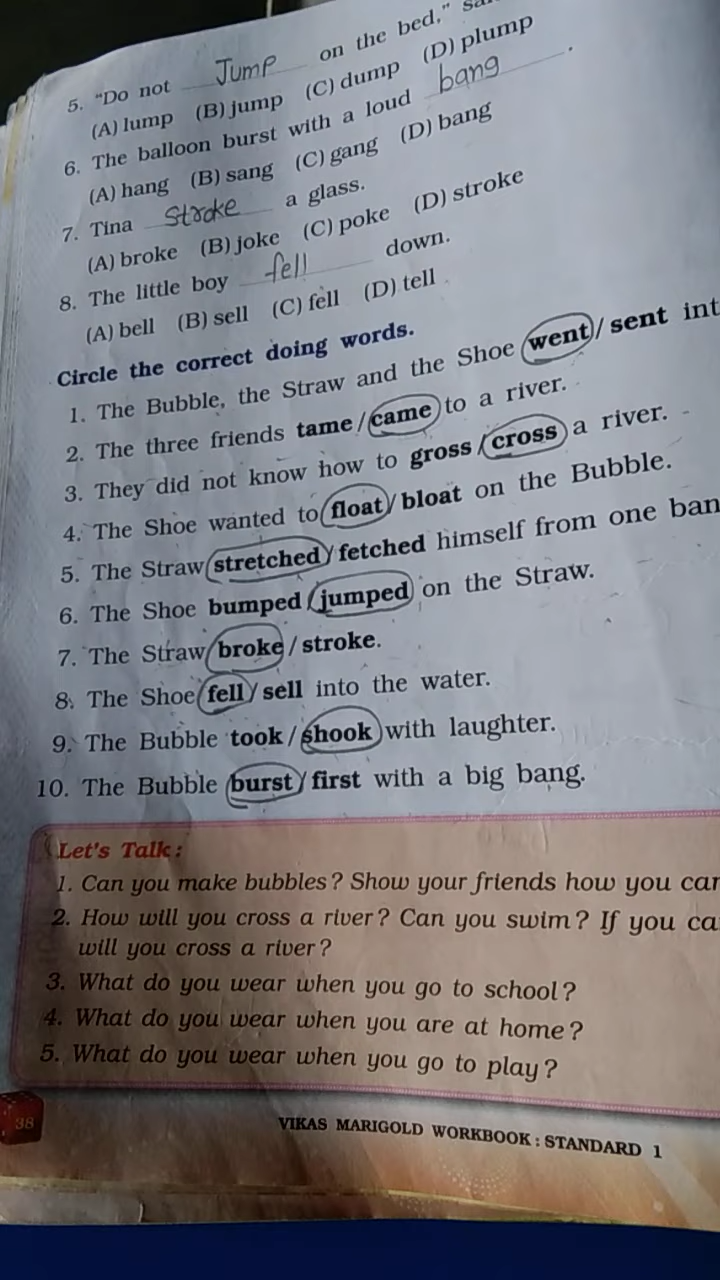 5. "Do not Jump on the bed,"
(A) lump (B) jump (C) dump (D) plump
6. The balloon burst with a loud bang.
(A) hang (B) sang (C) gang (D) bang
7. Tina Stroke a glass.
(A) broke (B) joke (C) poke (D) stroke
8. The little boy fell down.
(A) bell (B) sell (C) fell (D) tell
Circle the correct doing words.
1. The Bubble, the Straw and the Shoe went / sent int
2. The three friends tame / came to a river.
3. They did not know how to gross / cross a river.
4. The Shoe wanted to float / bloat on the Bubble.
5. The Straw stretched / fetched himself from one ban
6. The Shoe bumped / jumped on the Straw.
7. The Straw broke / stroke.
8. The Shoe fell / sell into the water.
9. The Bubble took / shook with laughter.
10. The Bubble burst / first with a big bang.
Let's Talk :
1. Can you make bubbles? Show your friends how you can
2. How will you cross a river? Can you swim? If you ca
will you cross a river?
3. What do you wear when you go to school?
4. What do you wear when you are at home?
5. What do you wear when you go to play?
38
VIKAS MARIGOLD WORKBOOK : STANDARD 1